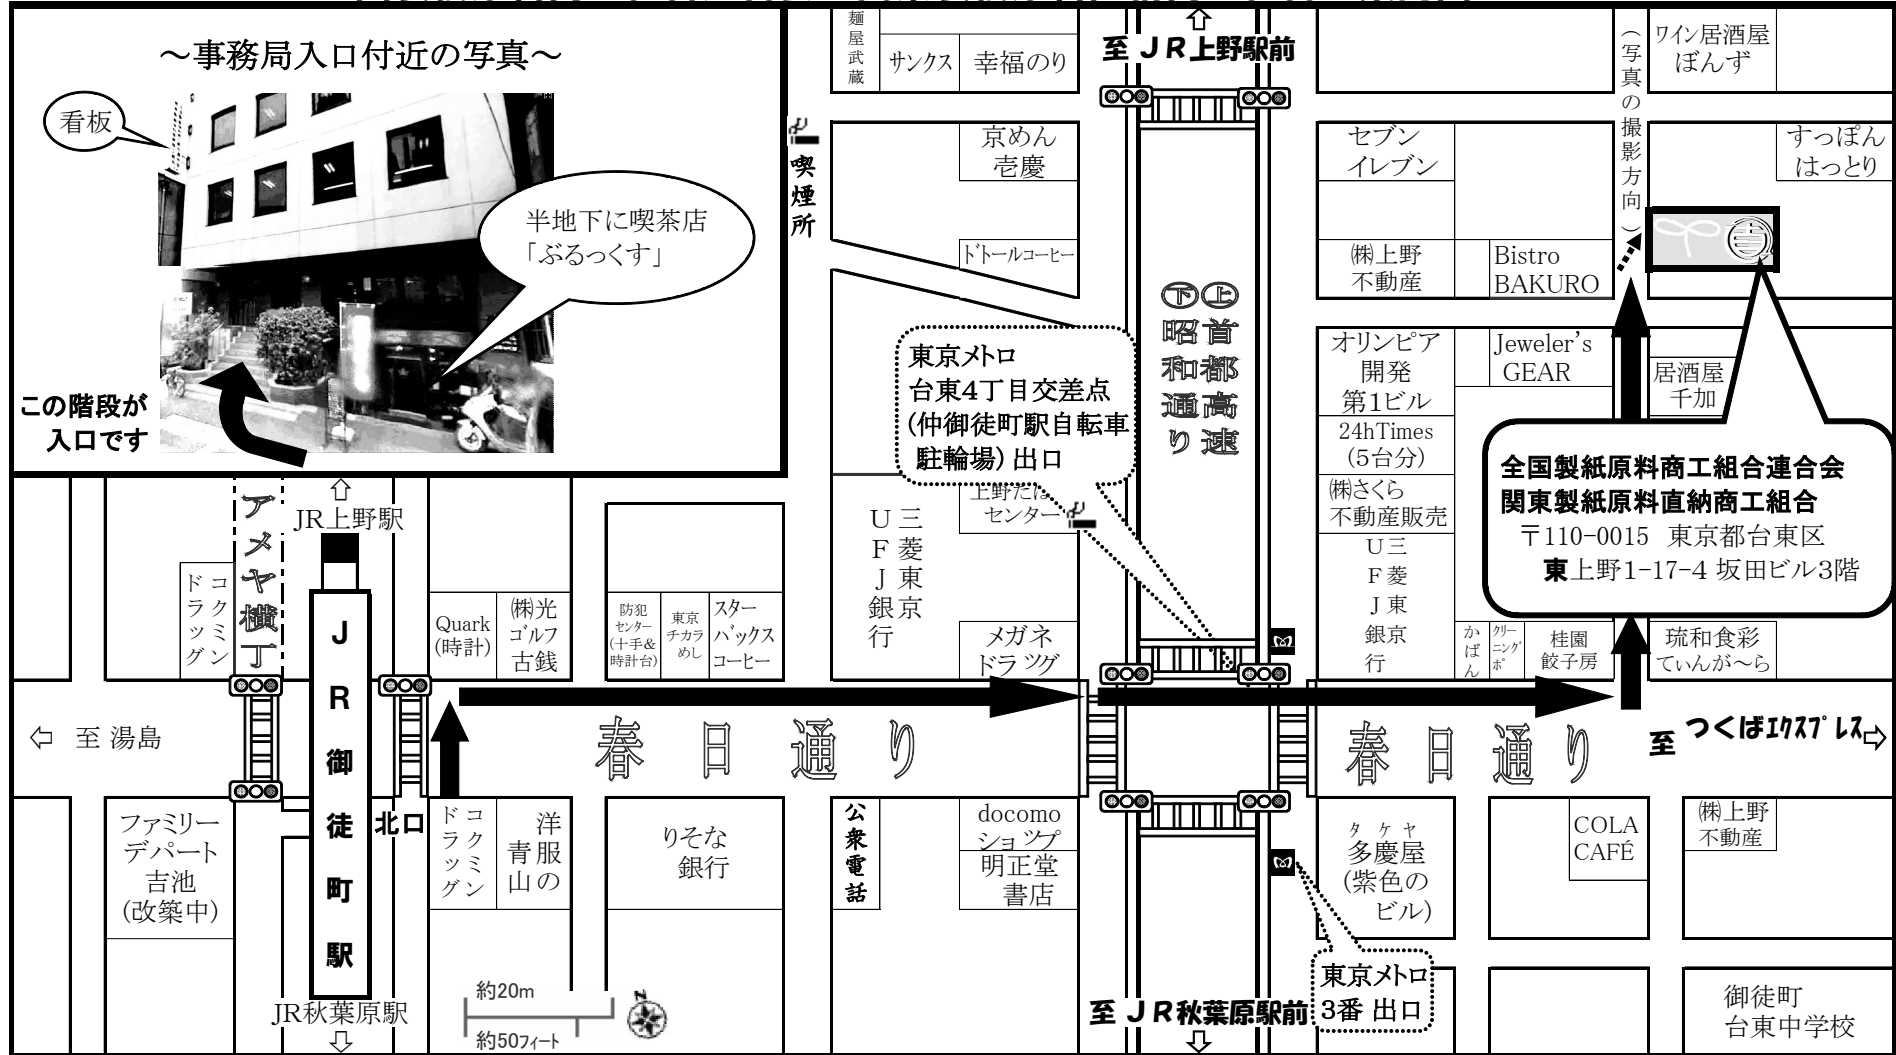 ～事務局入口付近の写真～
看板
半地下に喫茶店
「ぶるっくす」
この階段が
入口です
麺屋武蔵
サンクス
幸福のり
至 ＪＲ上野駅前
（写真の撮影方向）
ワイン居酒屋
ぼんず
喫煙所
京めん
壱慶
セブン
イレブン
すっぽん
はっとり
ドトールコーヒー
㈱上野
不動産
Bistro
BAKURO
下 上
首都高速
昭和通り
東京メトロ
台東4丁目交差点
(仲御徒町駅自転車
駐輪場) 出口
オリンピア
開発
第1ビル
Jeweler's
GEAR
居酒屋
千加
24hTimes
(5台分)
㈱さくら
不動産販売
全国製紙原料商工組合連合会
関東製紙原料直納商工組合
〒110-0015 東京都台東区
東上野1-17-4 坂田ビル3階
アメヤ横丁
JR上野駅
コクミン
ドラッグ
Quark
(時計)
㈱光
ゴルフ
古銭
防犯
センター
(十手&
時計台)
東京
チカラ
めし
スター
バックス
コーヒー
三菱東京
ＵＦＪ銀行
上野たば
センター
メガネ
ドラッグ
三菱東京
ＵＦＪ銀行
かばん
クリー
ニング
ポ
桂園
餃子房
琉和食彩
てぃんが～ら
至 湯島
ＪＲ御徒町駅
春日通り
春日通り
至 つくばエクスプレス
北口
ファミリー
デパート
吉池
(改築中)
コクミン
ドラッグ
洋服の
青山
りそな
銀行
公衆電話
docomo
ショップ
明正堂
書店
タケヤ
多慶屋
(紫色の
ビル)
COLA
CAFÉ
㈱上野
不動産
JR秋葉原駅
約20m
約50フィート
N
至 ＪＲ秋葉原駅前
東京メトロ
3番 出口
御徒町
台東中学校